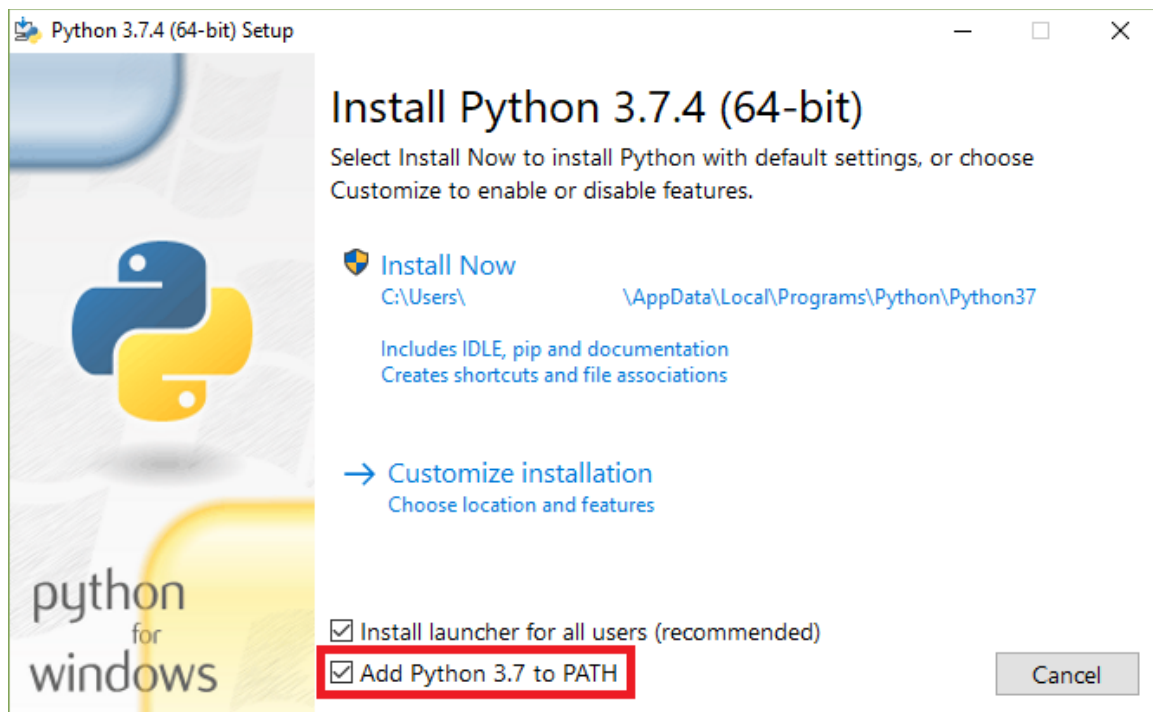 Python 3.7.4 (64-bit) Setup
Install Python 3.7.4 (64-bit)
Select Install Now to install Python with default settings, or choose
Customize to enable or disable features.
Install Now
C:\Users\ \AppData\Local\Programs\Python\Python37
Includes IDLE, pip and documentation
Creates shortcuts and file associations
Customize installation
Choose location and features
python
for
windows
Install launcher for all users (recommended)
Add Python 3.7 to PATH
Cancel